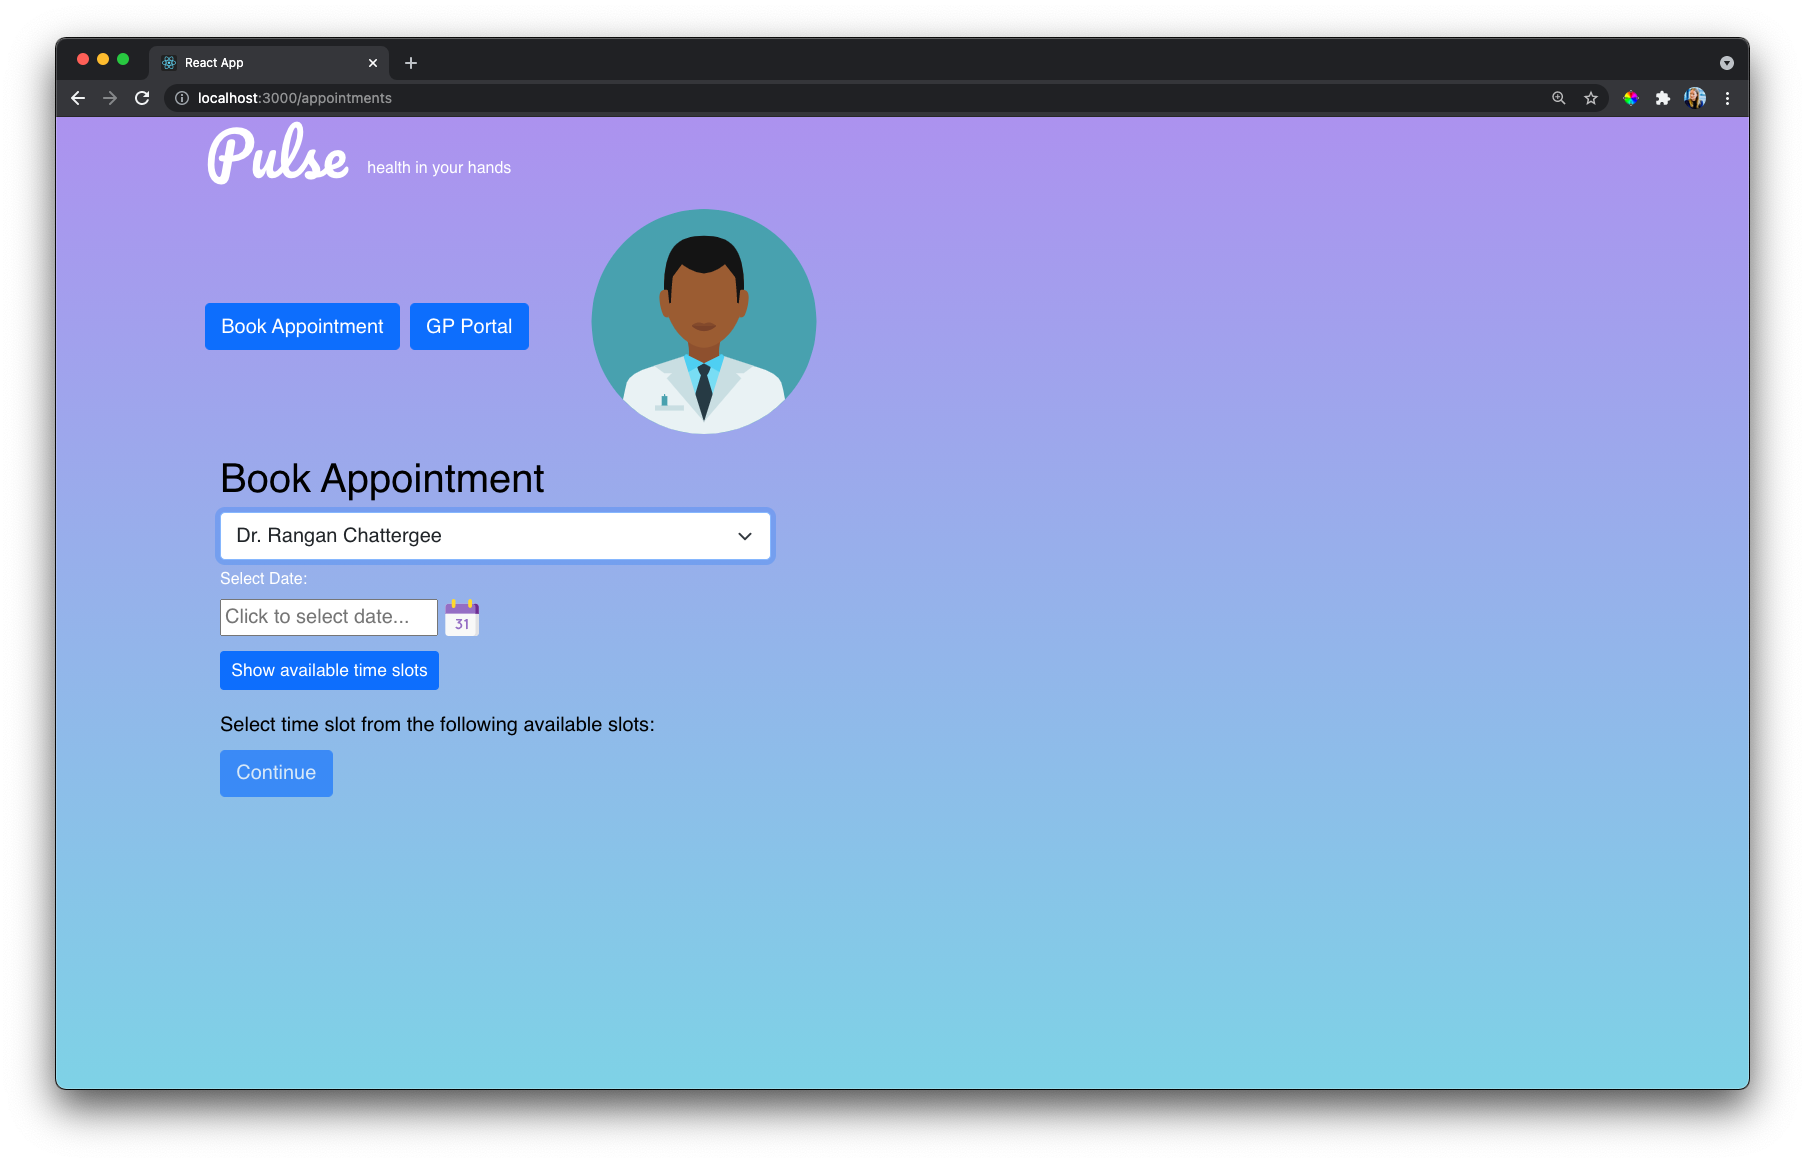 React App
localhost:3000/appointments
Pulse health in your hands
Book Appointment GP Portal
Book Appointment
Dr. Rangan Chattergee
Select Date:
Click to select date...
31
Show available time slots
Select time slot from the following available slots:
Continue